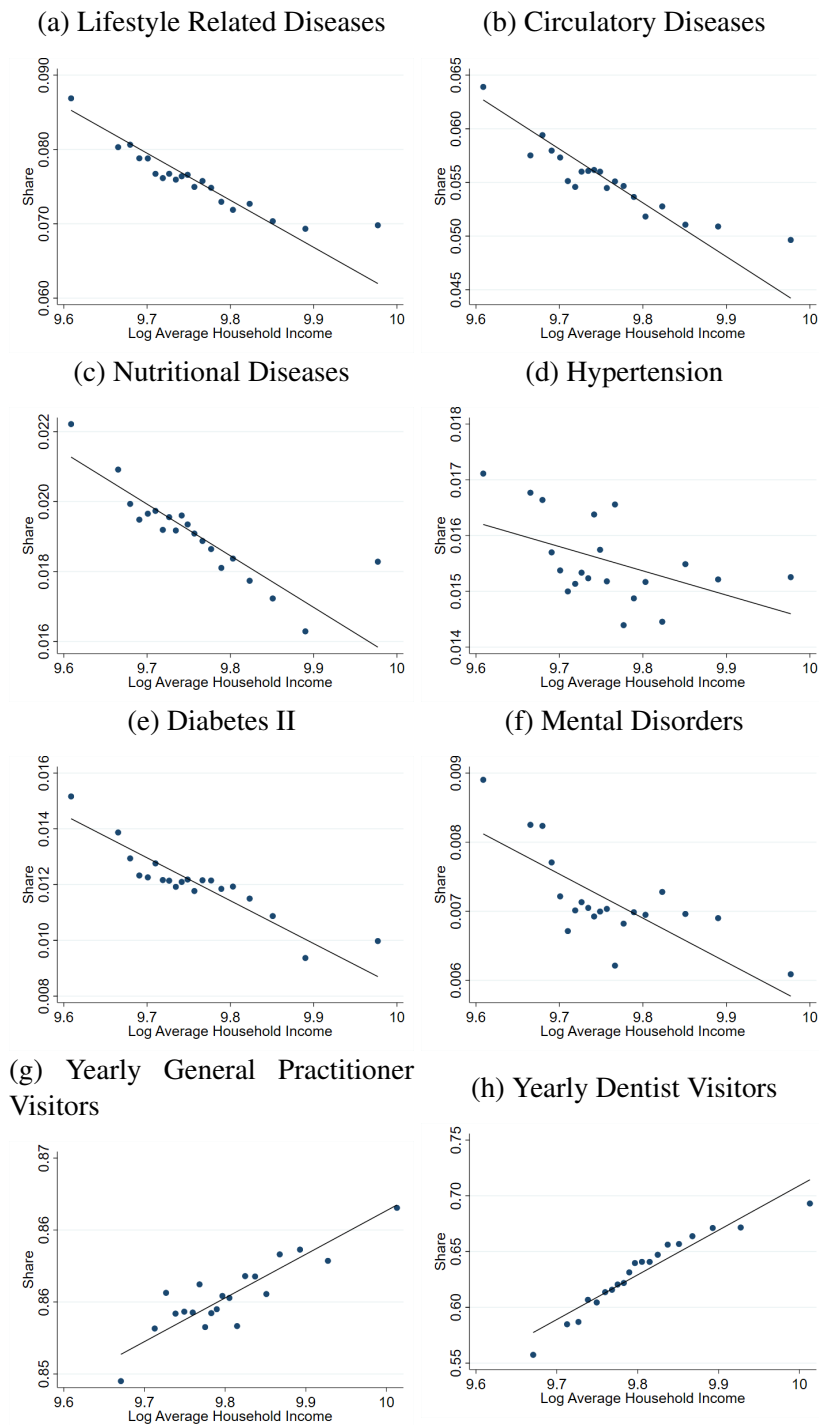 (a) Lifestyle Related Diseases
0.090
0.080
0.070
0.060
Share
9.6 9.7 9.8 9.9 10
Log Average Household Income
(b) Circulatory Diseases
0.065
0.060
0.055
0.050
0.045
Share
9.6 9.7 9.8 9.9 10
Log Average Household Income
(c) Nutritional Diseases
0.022
0.020
0.018
0.016
Share
9.6 9.7 9.8 9.9 10
Log Average Household Income
(d) Hypertension
0.018
0.017
0.016
0.015
0.014
Share
9.6 9.7 9.8 9.9 10
Log Average Household Income
(e) Diabetes II
0.016
0.014
0.012
0.010
0.008
Share
9.6 9.7 9.8 9.9 10
Log Average Household Income
(f) Mental Disorders
0.009
0.008
0.007
0.006
Share
9.6 9.7 9.8 9.9 10
Log Average Household Income
(g) Yearly General Practitioner
Visitors
0.87
0.86
0.86
0.85
Share
9.6 9.7 9.8 9.9 10
Log Average Household Income
(h) Yearly Dentist Visitors
0.75
0.70
0.65
0.60
0.55
Share
9.6 9.7 9.8 9.9 10
Log Average Household Income